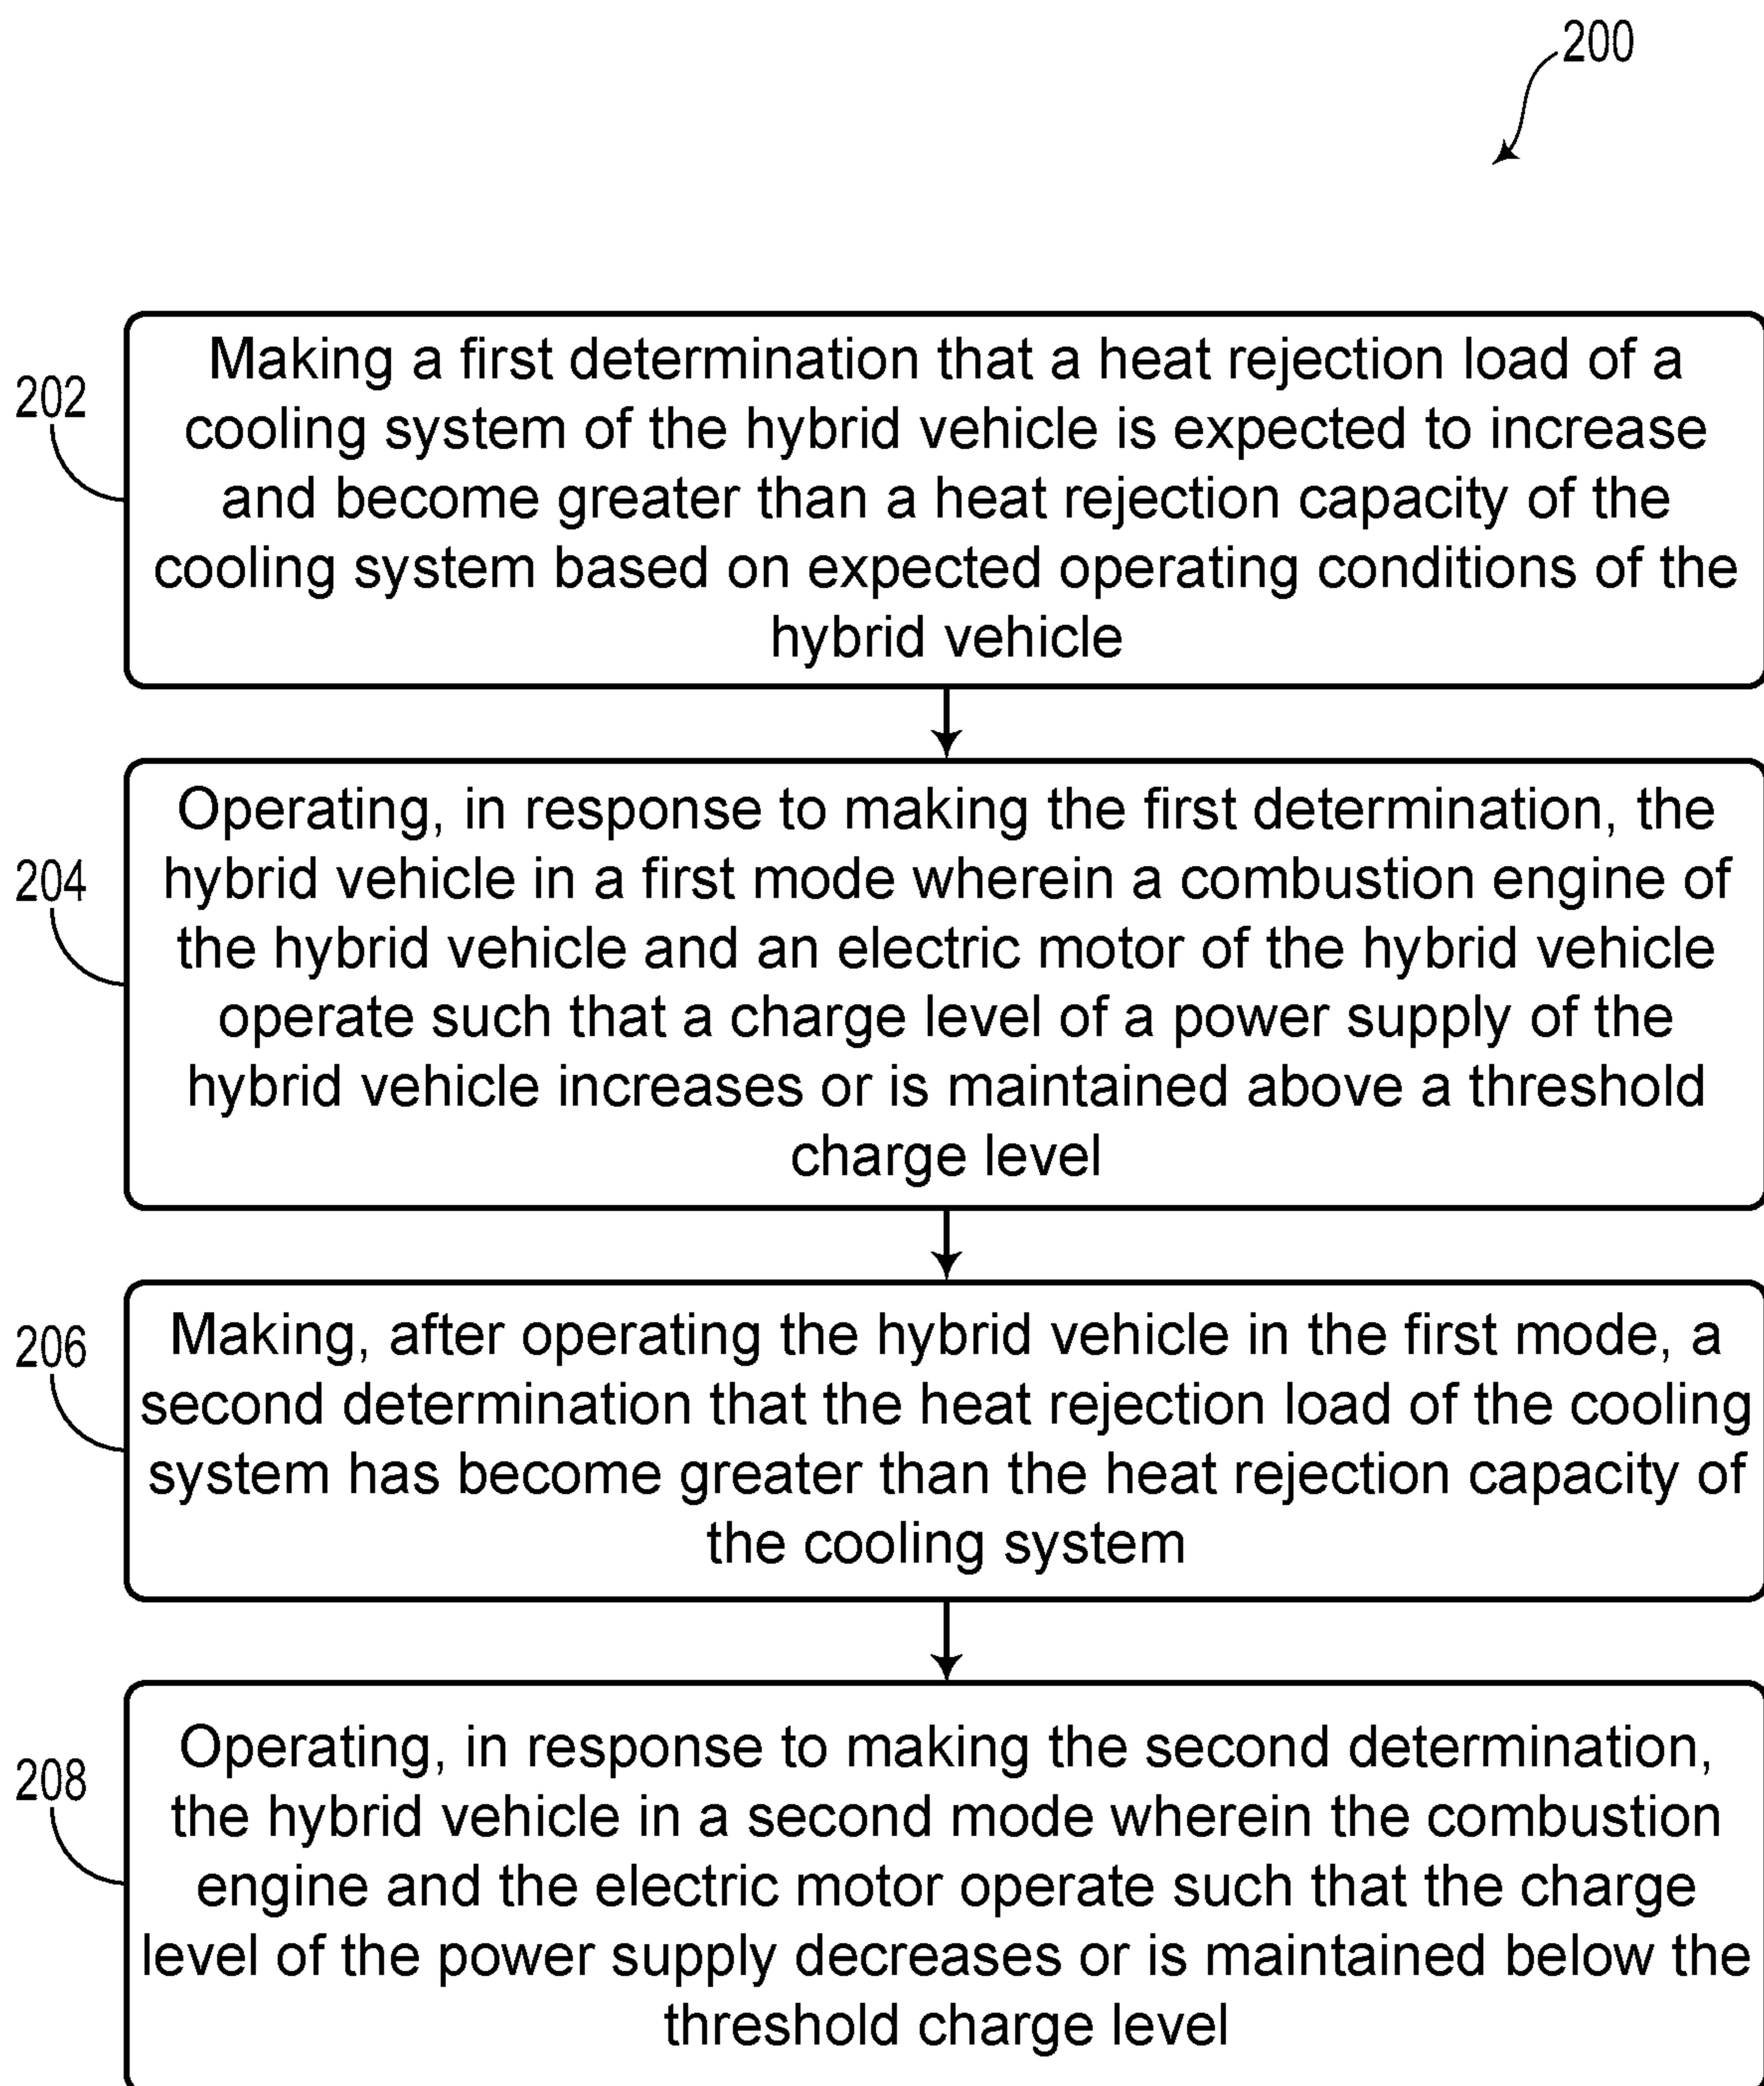 200
202
Making a first determination that a heat rejection load of a
cooling system of the hybrid vehicle is expected to increase
and become greater than a heat rejection capacity of the
cooling system based on expected operating conditions of the
hybrid vehicle
204
Operating, in response to making the first determination, the
hybrid vehicle in a first mode wherein a combustion engine of
the hybrid vehicle and an electric motor of the hybrid vehicle
operate such that a charge level of a power supply of the
hybrid vehicle increases or is maintained above a threshold
charge level
206
Making, after operating the hybrid vehicle in the first mode, a
second determination that the heat rejection load of the cooling
system has become greater than the heat rejection capacity of
the cooling system
208
Operating, in response to making the second determination,
the hybrid vehicle in a second mode wherein the combustion
engine and the electric motor operate such that the charge
level of the power supply decreases or is maintained below the
threshold charge level